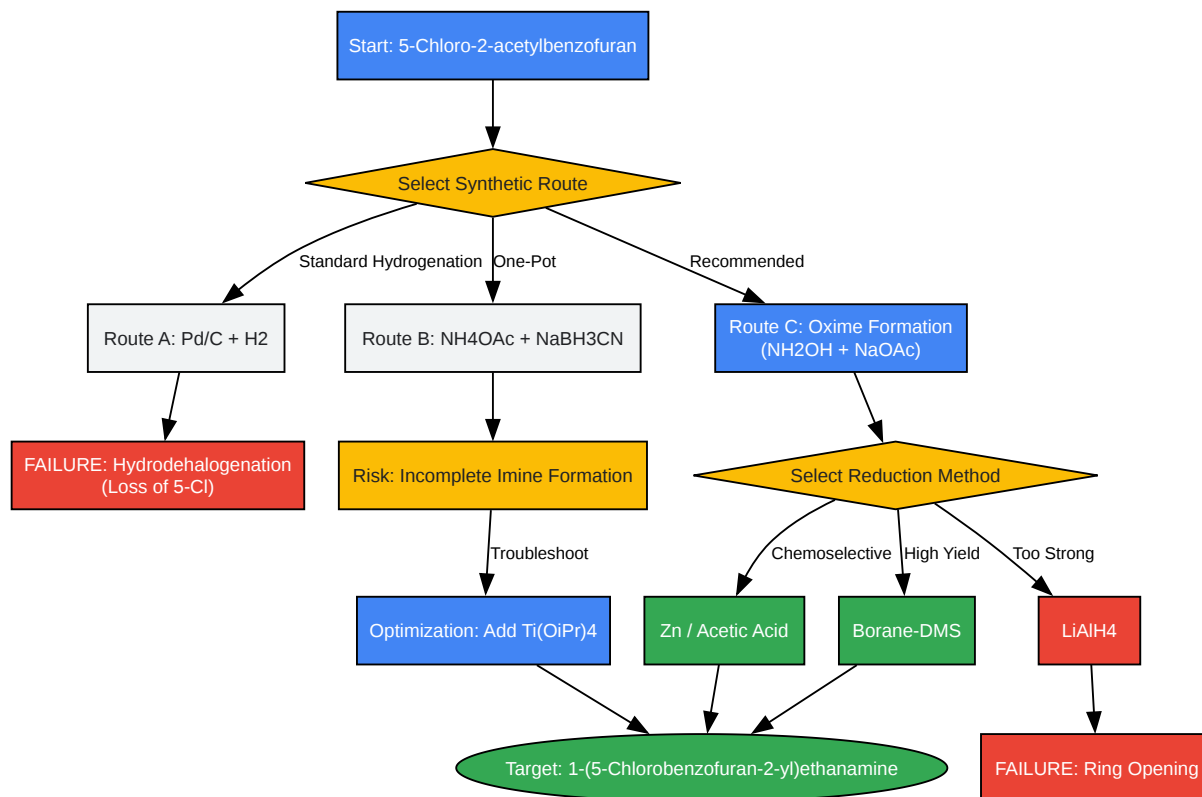 Start: 5-Chloro-2-acetylbenzofuran
Select Synthetic Route
Standard Hydrogenation
One-Pot
Recommended
Route A: Pd/C + H2
Route B: NH4OAc + NaBH3CN
Route C: Oxime Formation
(NH2OH + NaOAc)
FAILURE: Hydrodehalogenation
(Loss of 5-Cl)
Risk: Incomplete Imine Formation
Select Reduction Method
Troubleshoot
Chemoselective
High Yield
Too Strong
Optimization: Add Ti(OiPr)4
Zn / Acetic Acid
Borane-DMS
LiAlH4
Target: 1-(5-Chlorobenzofuran-2-yl)ethanamine
FAILURE: Ring Opening